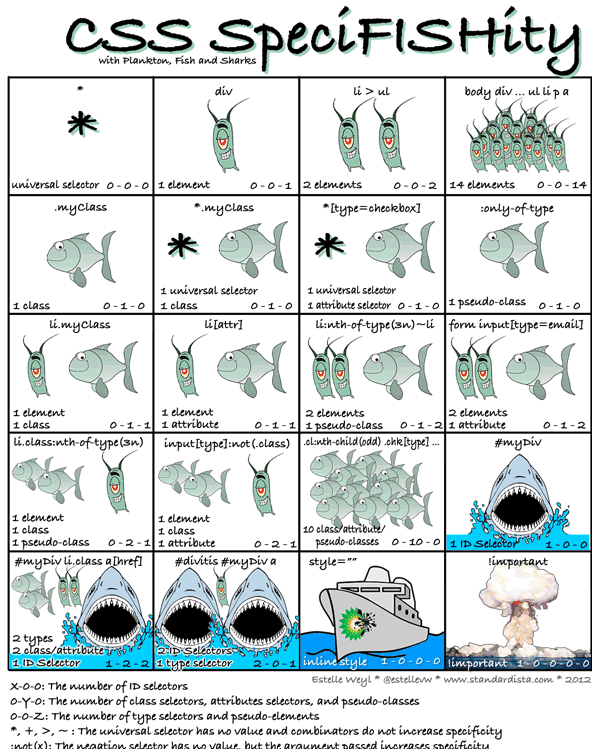 CSS SpeciFISHity
with Plankton, Fish and Sharks
*
universal selector 0-0-0
div
1 element 0-0-1
li > ul
2 elements 0-0-2
body div ... ul li p a
14 elements 0-0-14
.myClass
1 class 0-1-0
*.myClass
1 universal selector
1 class 0-1-0
*[type=checkbox]
1 universal selector
1 attribute selector 0-1-0
:only-of-type
1 pseudo-class 0-1-0
li.myClass
1 element
1 class 0-1-1
li[attr]
1 element
1 attribute 0-1-1
li:nth-of-type(3n)~li
2 elements
1 pseudo-class 0-1-2
form input[type=email]
2 elements
1 attribute 0-1-2
li.class:nth-of-type(3n)
1 element
1 class
1 pseudo-class 0-2-1
input[type]:not(.class)
1 element
1 class
1 attribute 0-2-1
.cl:nth-child(odd) .chk[type] ...
10 class/attribute/
pseudo-classes 0-10-0
#myDiv
1 ID Selector 1-0-0
#myDiv li.class a[href]
2 types
2 class/attribute
1 ID Selector 1-2-2
#divitis #myDiv a
2 ID Selectors
1 type selector 2-0-1
style=""
inline style 1-0-0-0
!important
!important 1-0-0-0-0
Estelle Weyl * @estellevw * www.standardista.com * 2012
X-0-0: The number of ID selectors
0-Y-0: The number of class selectors, attributes selectors, and pseudo-classes
0-0-Z: The number of type selectors and pseudo-elements
*, +, >, ~ : The universal selector has no value and combinators do not increase specificity
:not(x): The negation selector has no value, but the argument passed increases specificity